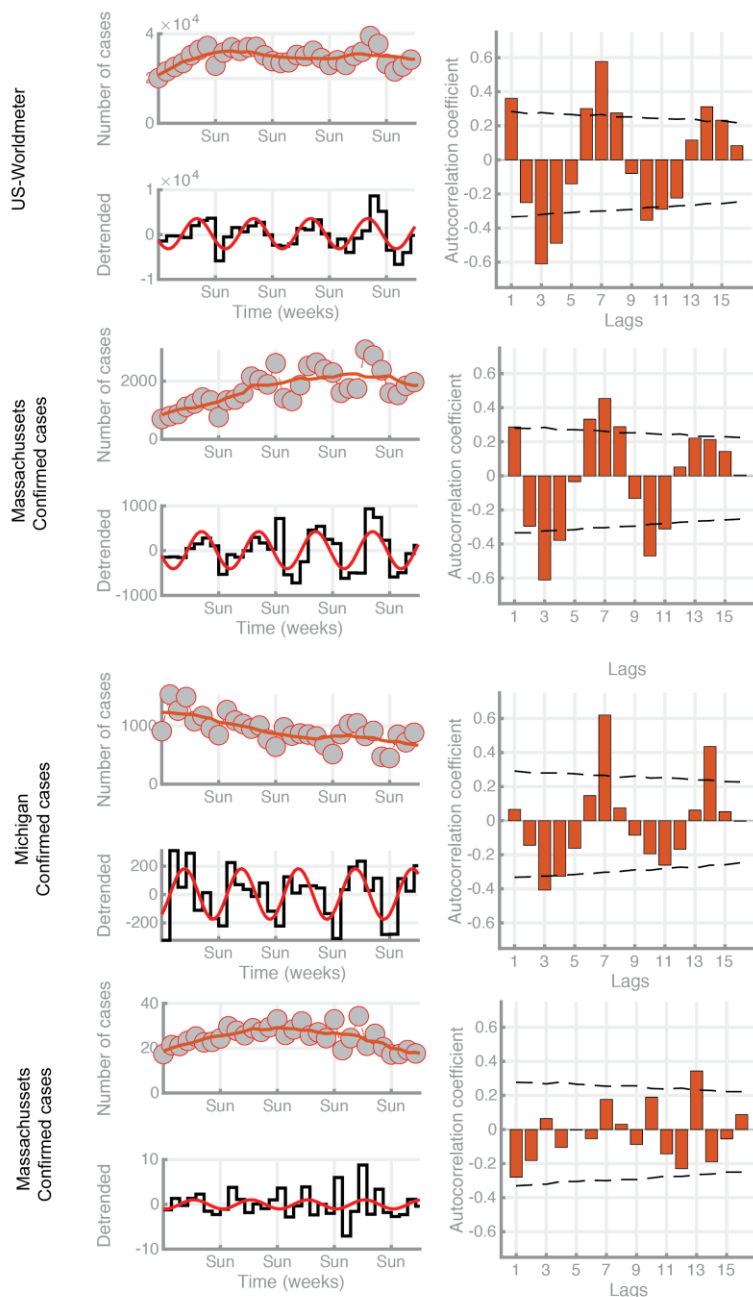 US-Worldmeter
Number of cases
×10⁴
4
2
0
Sun Sun Sun Sun
Detrended
×10⁴
1
0
-1
Sun Sun Sun Sun
Time (weeks)
Autocorrelation coefficient
0.6
0.4
0.2
0
-0.2
-0.4
-0.6
1 3 5 7 9 11 13 15
Lags
Massachussets
Confirmed cases
Number of cases
2000
0
Detrended
1000
0
-1000
Sun Sun Sun Sun
Time (weeks)
Autocorrelation coefficient
0.6
0.4
0.2
0
-0.2
-0.4
-0.6
1 3 5 7 9 11 13 15
Lags
Michigan
Confirmed cases
Number of cases
1000
0
Sun Sun Sun Sun
Detrended
200
0
-200
Time (weeks)
Autocorrelation coefficient
0.6
0.4
0.2
0
-0.2
-0.4
-0.6
1 3 5 7 9 11 13 15
Lags
Massachussets
Confirmed cases
Number of cases
40
20
0
Sun Sun Sun Sun
Detrended
10
0
-10
Sun Sun Sun Sun
Time (weeks)
Autocorrelation coefficient
0.6
0.4
0.2
0
-0.2
-0.4
-0.6
1 3 5 7 9 11 13 15
Lags